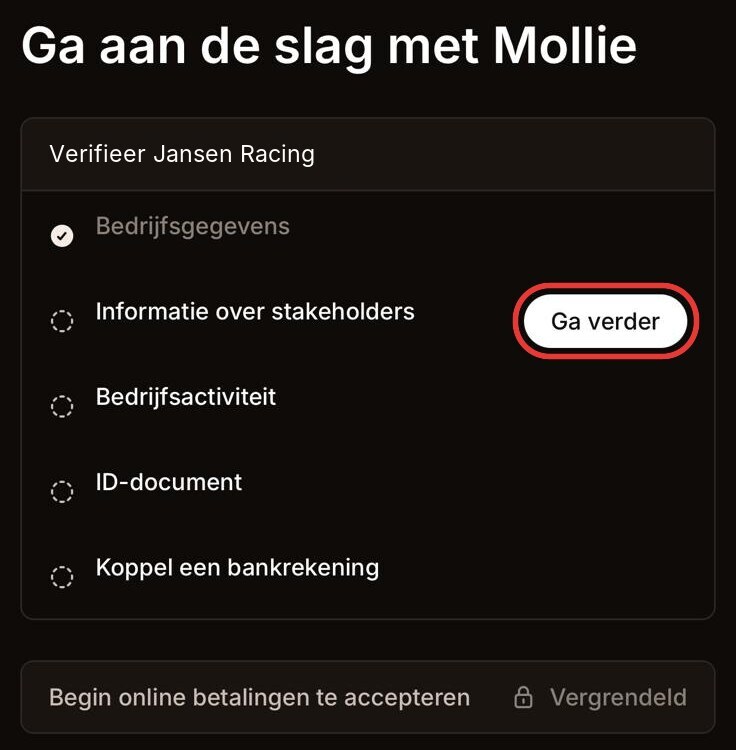 Ga aan de slag met Mollie
Verifieer Jansen Racing
Bedrijfsgegevens
Informatie over stakeholders
Ga verder
Bedrijfsactiviteit
ID-document
Koppel een bankrekening
Begin online betalingen te accepteren
Vergrendeld